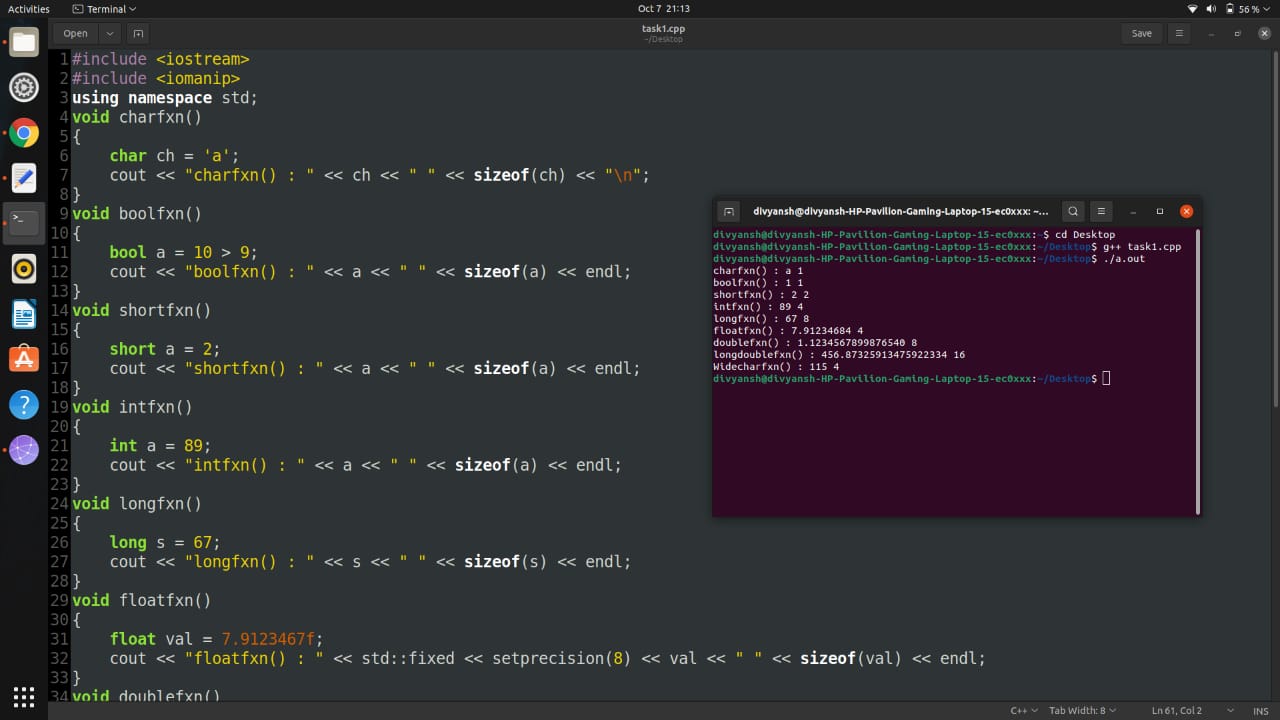 Activities
Terminal
Oct 7 21:13
56 %
Open
task1.cpp
~/Desktop
Save
1 #include <iostream>
2 #include <iomanip>
3 using namespace std;
4 void charfxn()
5 {
6 char ch = 'a';
7 cout << "charfxn() : " << ch << " " << sizeof(ch) << "\n";
8 }
9 void boolfxn()
10 {
11 bool a = 10 > 9;
12 cout << "boolfxn() : " << a << " " << sizeof(a) << endl;
13 }
14 void shortfxn()
15 {
16 short a = 2;
17 cout << "shortfxn() : " << a << " " << sizeof(a) << endl;
18 }
19 void intfxn()
20 {
21 int a = 89;
22 cout << "intfxn() : " << a << " " << sizeof(a) << endl;
23 }
24 void longfxn()
25 {
26 long s = 67;
27 cout << "longfxn() : " << s << " " << sizeof(s) << endl;
28 }
29 void floatfxn()
30 {
31 float val = 7.9123467f;
32 cout << "floatfxn() : " << std::fixed << setprecision(8) << val << " " << sizeof(val) << endl;
33 }
34 void doublefxn()
divyansh@divyansh-HP-Pavilion-Gaming-Laptop-15-ec0xxx: ~...
divyansh@divyansh-HP-Pavilion-Gaming-Laptop-15-ec0xxx:~$ cd Desktop
divyansh@divyansh-HP-Pavilion-Gaming-Laptop-15-ec0xxx:~/Desktop$ g++ task1.cpp
divyansh@divyansh-HP-Pavilion-Gaming-Laptop-15-ec0xxx:~/Desktop$ ./a.out
charfxn() : a 1
boolfxn() : 1 1
shortfxn() : 2 2
intfxn() : 89 4
longfxn() : 67 8
floatfxn() : 7.91234684 4
doublefxn() : 1.1234567899876540 8
longdoublefxn() : 456.87325913475922334 16
Widecharfxn() : 115 4
divyansh@divyansh-HP-Pavilion-Gaming-Laptop-15-ec0xxx:~/Desktop$
C++
Tab Width: 8
Ln 61, Col 2
INS